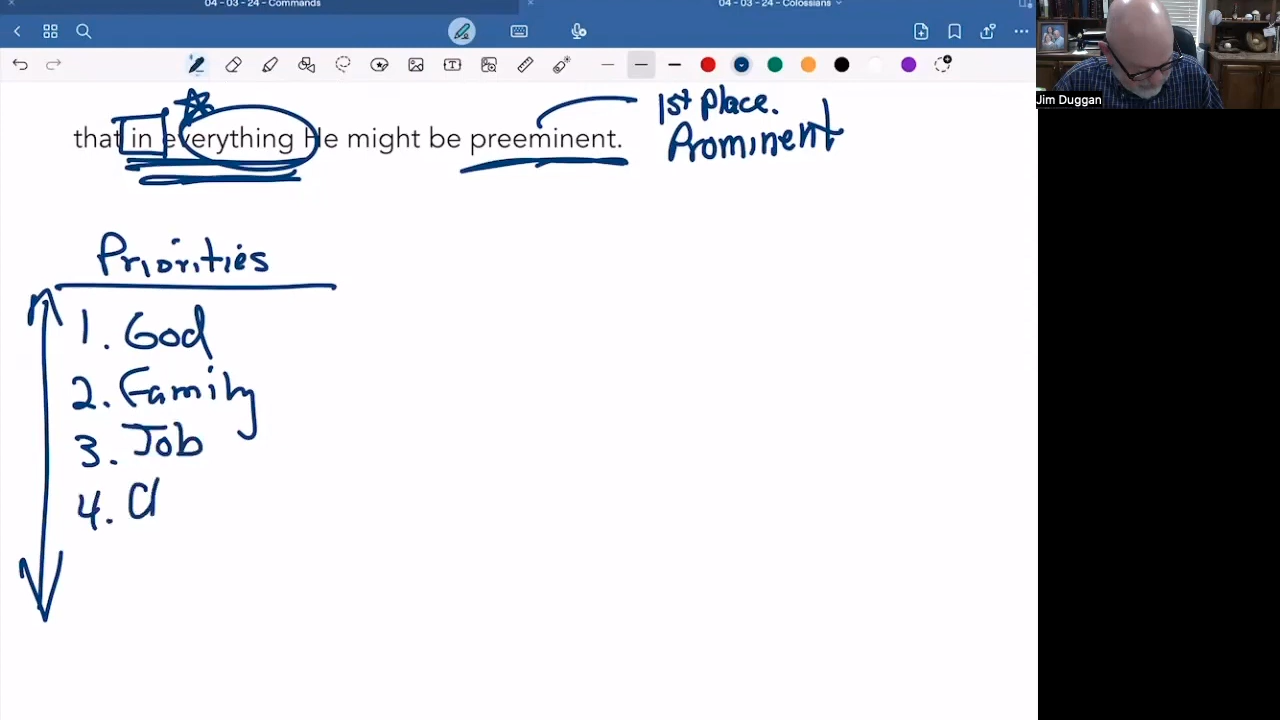 04 - 03 - 24 - Commands
04 - 03 - 24 - Colossians
Jim Duggan
1st Place.
that in everything He might be preeminent.
Prominent
Priorities
1. God
2. Family
3. Job
4. Cl